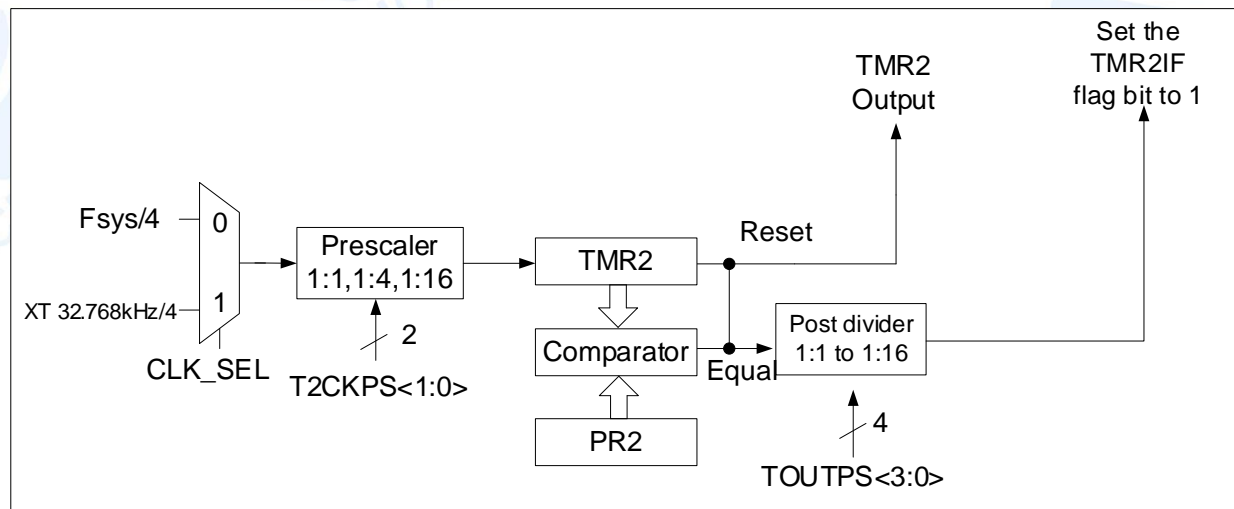 Set the
TMR2IF
flag bit to 1
TMR2
Output
Fsys/4
0
Prescaler
1:1,1:4,1:16
TMR2
Reset
XT 32.768kHz/4
1
2
Comparator
Equal
Post divider
1:1 to 1:16
CLK_SEL
T2CKPS<1:0>
PR2
4
TOUTPS<3:0>